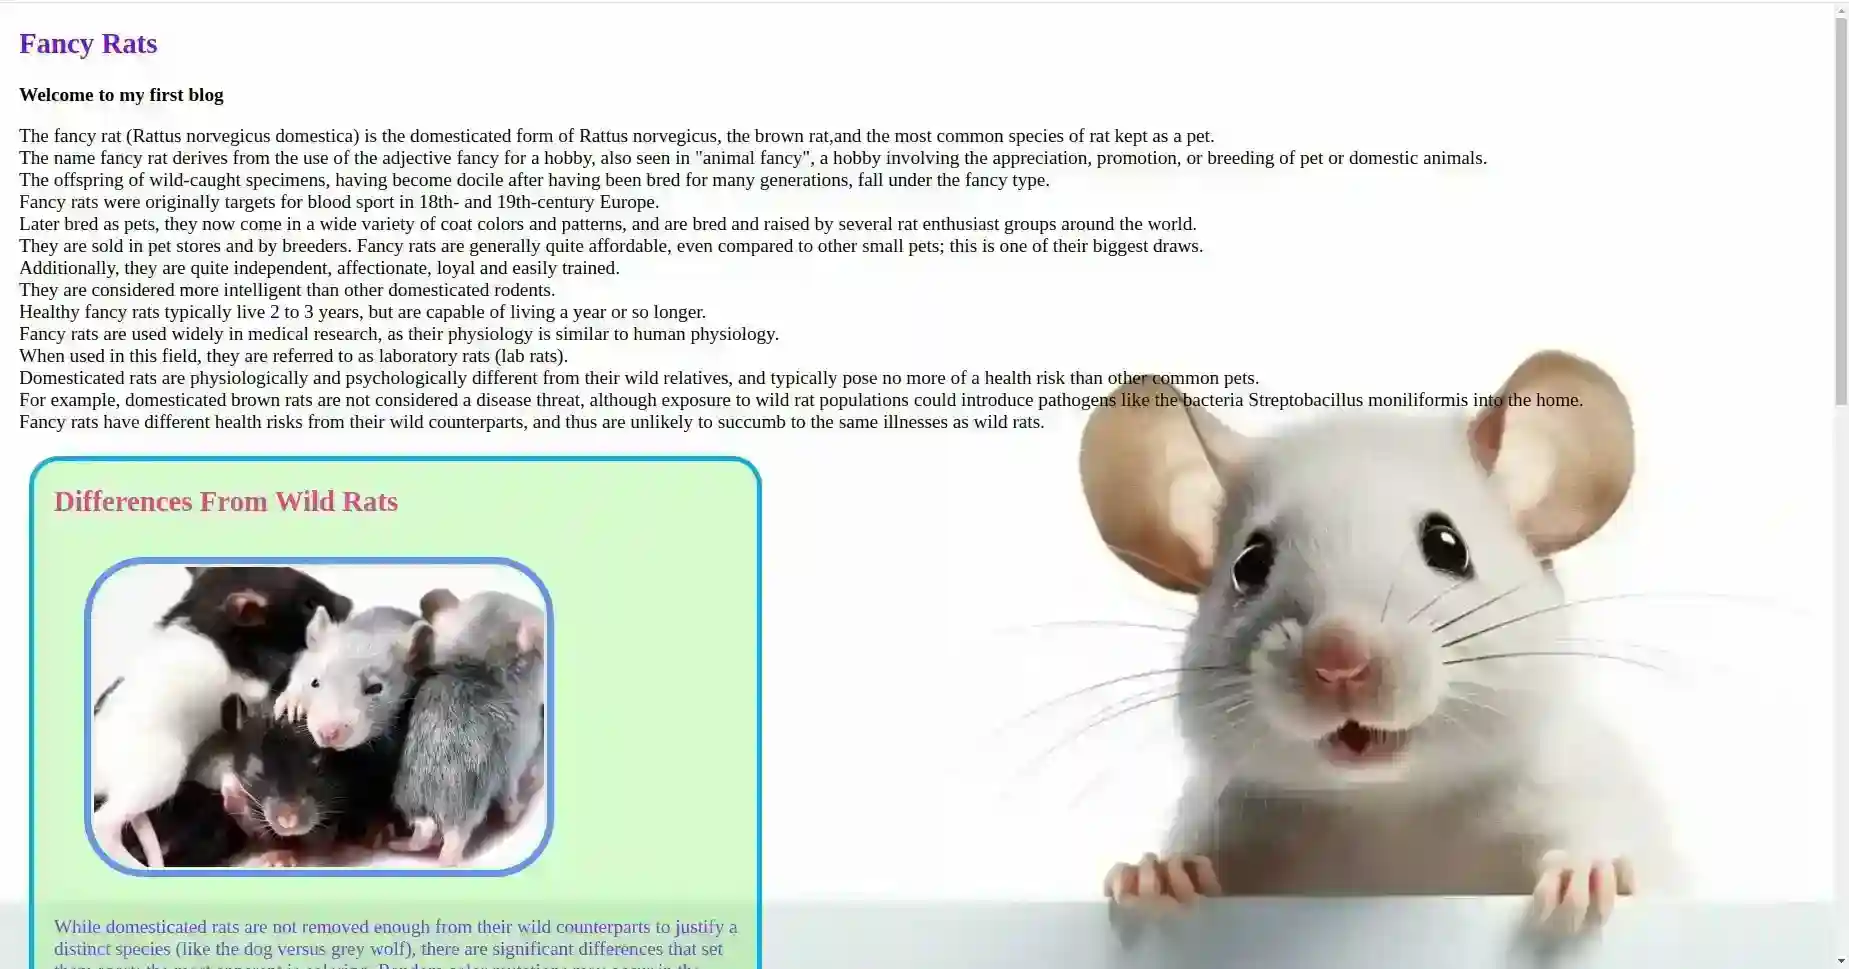 Fancy Rats
Welcome to my first blog
The fancy rat (Rattus norvegicus domestica) is the domesticated form of Rattus norvegicus, the brown rat,and the most common species of rat kept as a pet.
The name fancy rat derives from the use of the adjective fancy for a hobby, also seen in "animal fancy", a hobby involving the appreciation, promotion, or breeding of pet or domestic animals.
The offspring of wild-caught specimens, having become docile after having been bred for many generations, fall under the fancy type.
Fancy rats were originally targets for blood sport in 18th- and 19th-century Europe.
Later bred as pets, they now come in a wide variety of coat colors and patterns, and are bred and raised by several rat enthusiast groups around the world.
They are sold in pet stores and by breeders. Fancy rats are generally quite affordable, even compared to other small pets; this is one of their biggest draws.
Additionally, they are quite independent, affectionate, loyal and easily trained.
They are considered more intelligent than other domesticated rodents.
Healthy fancy rats typically live 2 to 3 years, but are capable of living a year or so longer.
Fancy rats are used widely in medical research, as their physiology is similar to human physiology.
When used in this field, they are referred to as laboratory rats (lab rats).
Domesticated rats are physiologically and psychologically different from their wild relatives, and typically pose no more of a health risk than other common pets.
For example, domesticated brown rats are not considered a disease threat, although exposure to wild rat populations could introduce pathogens like the bacteria Streptobacillus moniliformis into the home.
Fancy rats have different health risks from their wild counterparts, and thus are unlikely to succumb to the same illnesses as wild rats.
Differences From Wild Rats
While domesticated rats are not removed enough from their wild counterparts to justify a
distinct species (like the dog versus grey wolf), there are significant differences that set